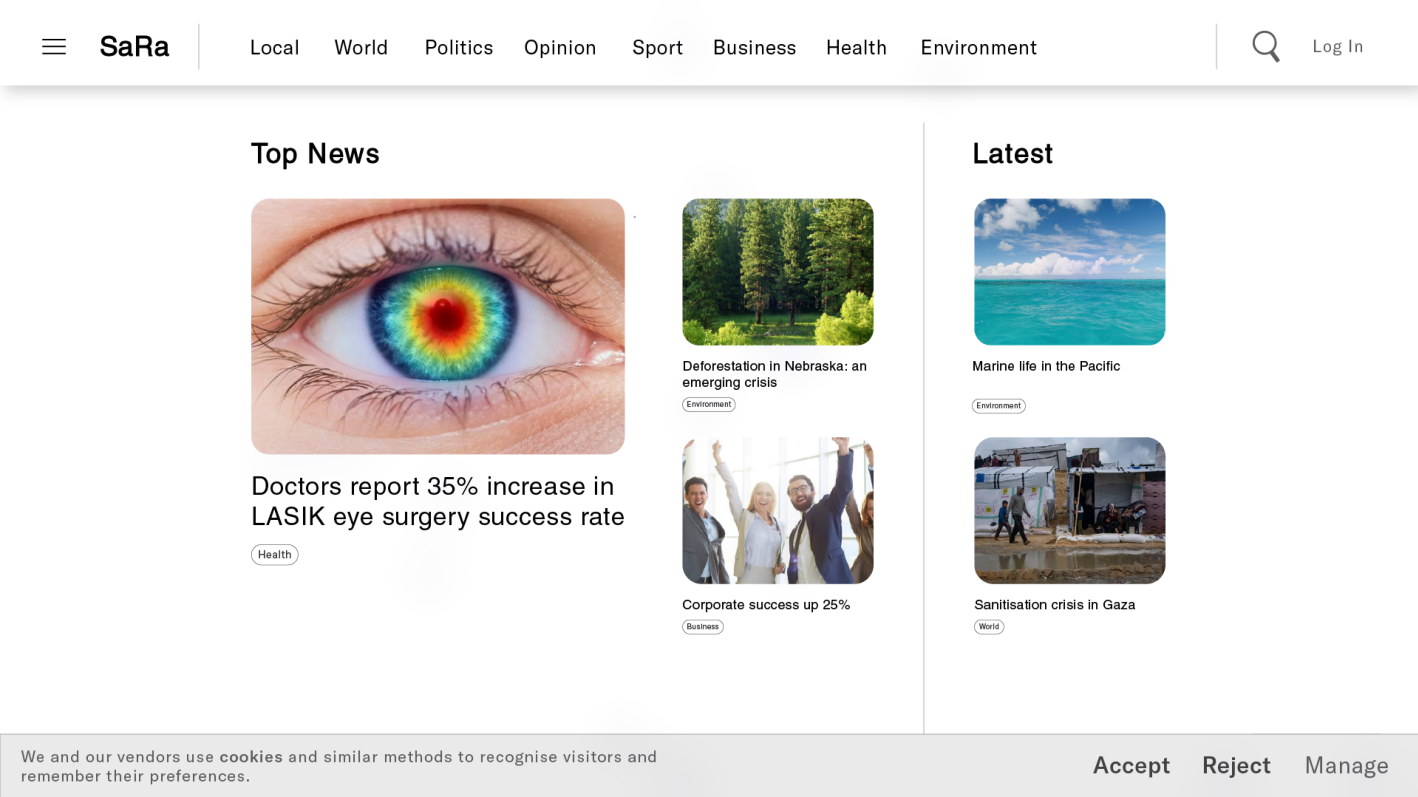 SaRa
Local World Politics Opinion Sport Business Health Environment
Log In
Top News
Doctors report 35% increase in
LASIK eye surgery success rate
Health
Deforestation in Nebraska: an
emerging crisis
Environment
Corporate success up 25%
Business
Latest
Marine life in the Pacific
Environment
Sanitisation crisis in Gaza
World
We and our vendors use cookies and similar methods to recognise visitors and
remember their preferences.
Accept Reject Manage